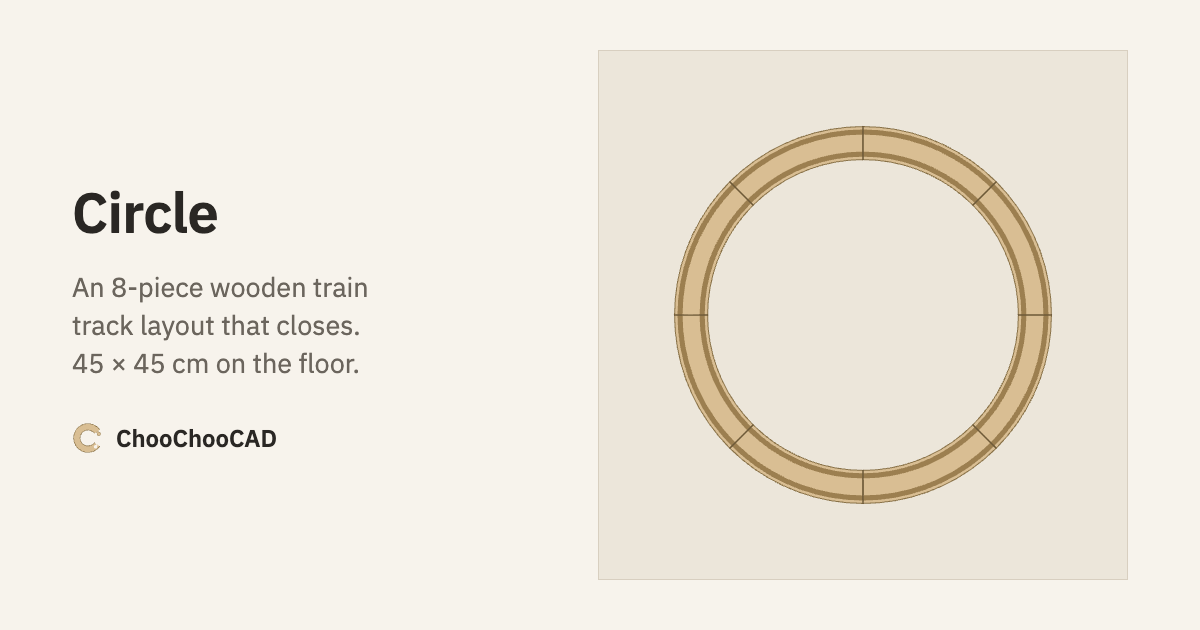 Circle
An 8-piece wooden train
track layout that closes.
45 × 45 cm on the floor.
ChooChooCAD